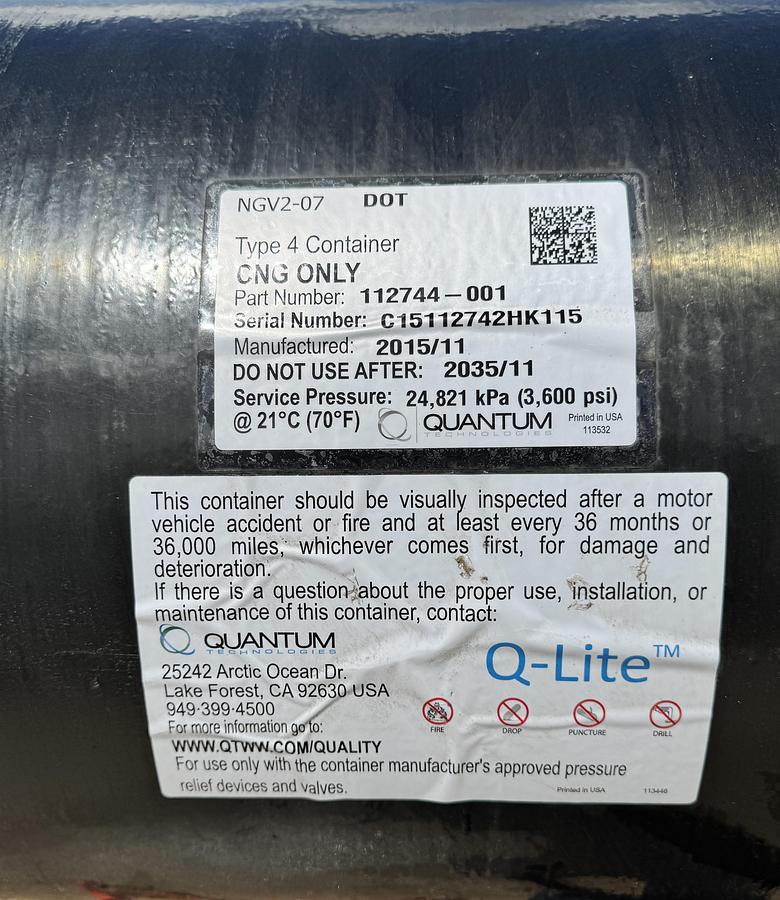 NGV2-07 DOT
Type 4 Container
CNG ONLY
Part Number: 112744-001
Serial Number: C15112742HK115
Manufactured: 2015/11
DO NOT USE AFTER: 2035/11
Service Pressure: 24,821 kPa (3,600 psi)
@ 21°C (70°F) QUANTUM
TECHNOLOGIES
Printed in USA
113532
This container should be visually inspected after a motor
vehicle accident or fire and at least every 36 months or
36,000 miles, whichever comes first, for damage and
deterioration.
If there is a question about the proper use, installation, or
maintenance of this container, contact:
QUANTUM
TECHNOLOGIES
Q-Lite™
25242 Arctic Ocean Dr.
Lake Forest, CA 92630 USA
949·399·4500
For more information go to:
WWW.QTWW.COM/QUALITY
FIRE DROP PUNCTURE DRILL
For use only with the container manufacturer's approved pressure
relief devices and valves.
Printed in USA 113448